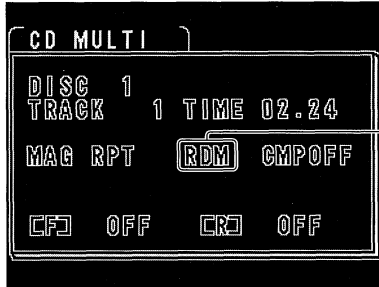 CD MULTI
DISC 1
TRACK 1 TIME 02.24
MAG RPT RDM CMPOFF
[F] OFF [R] OFF